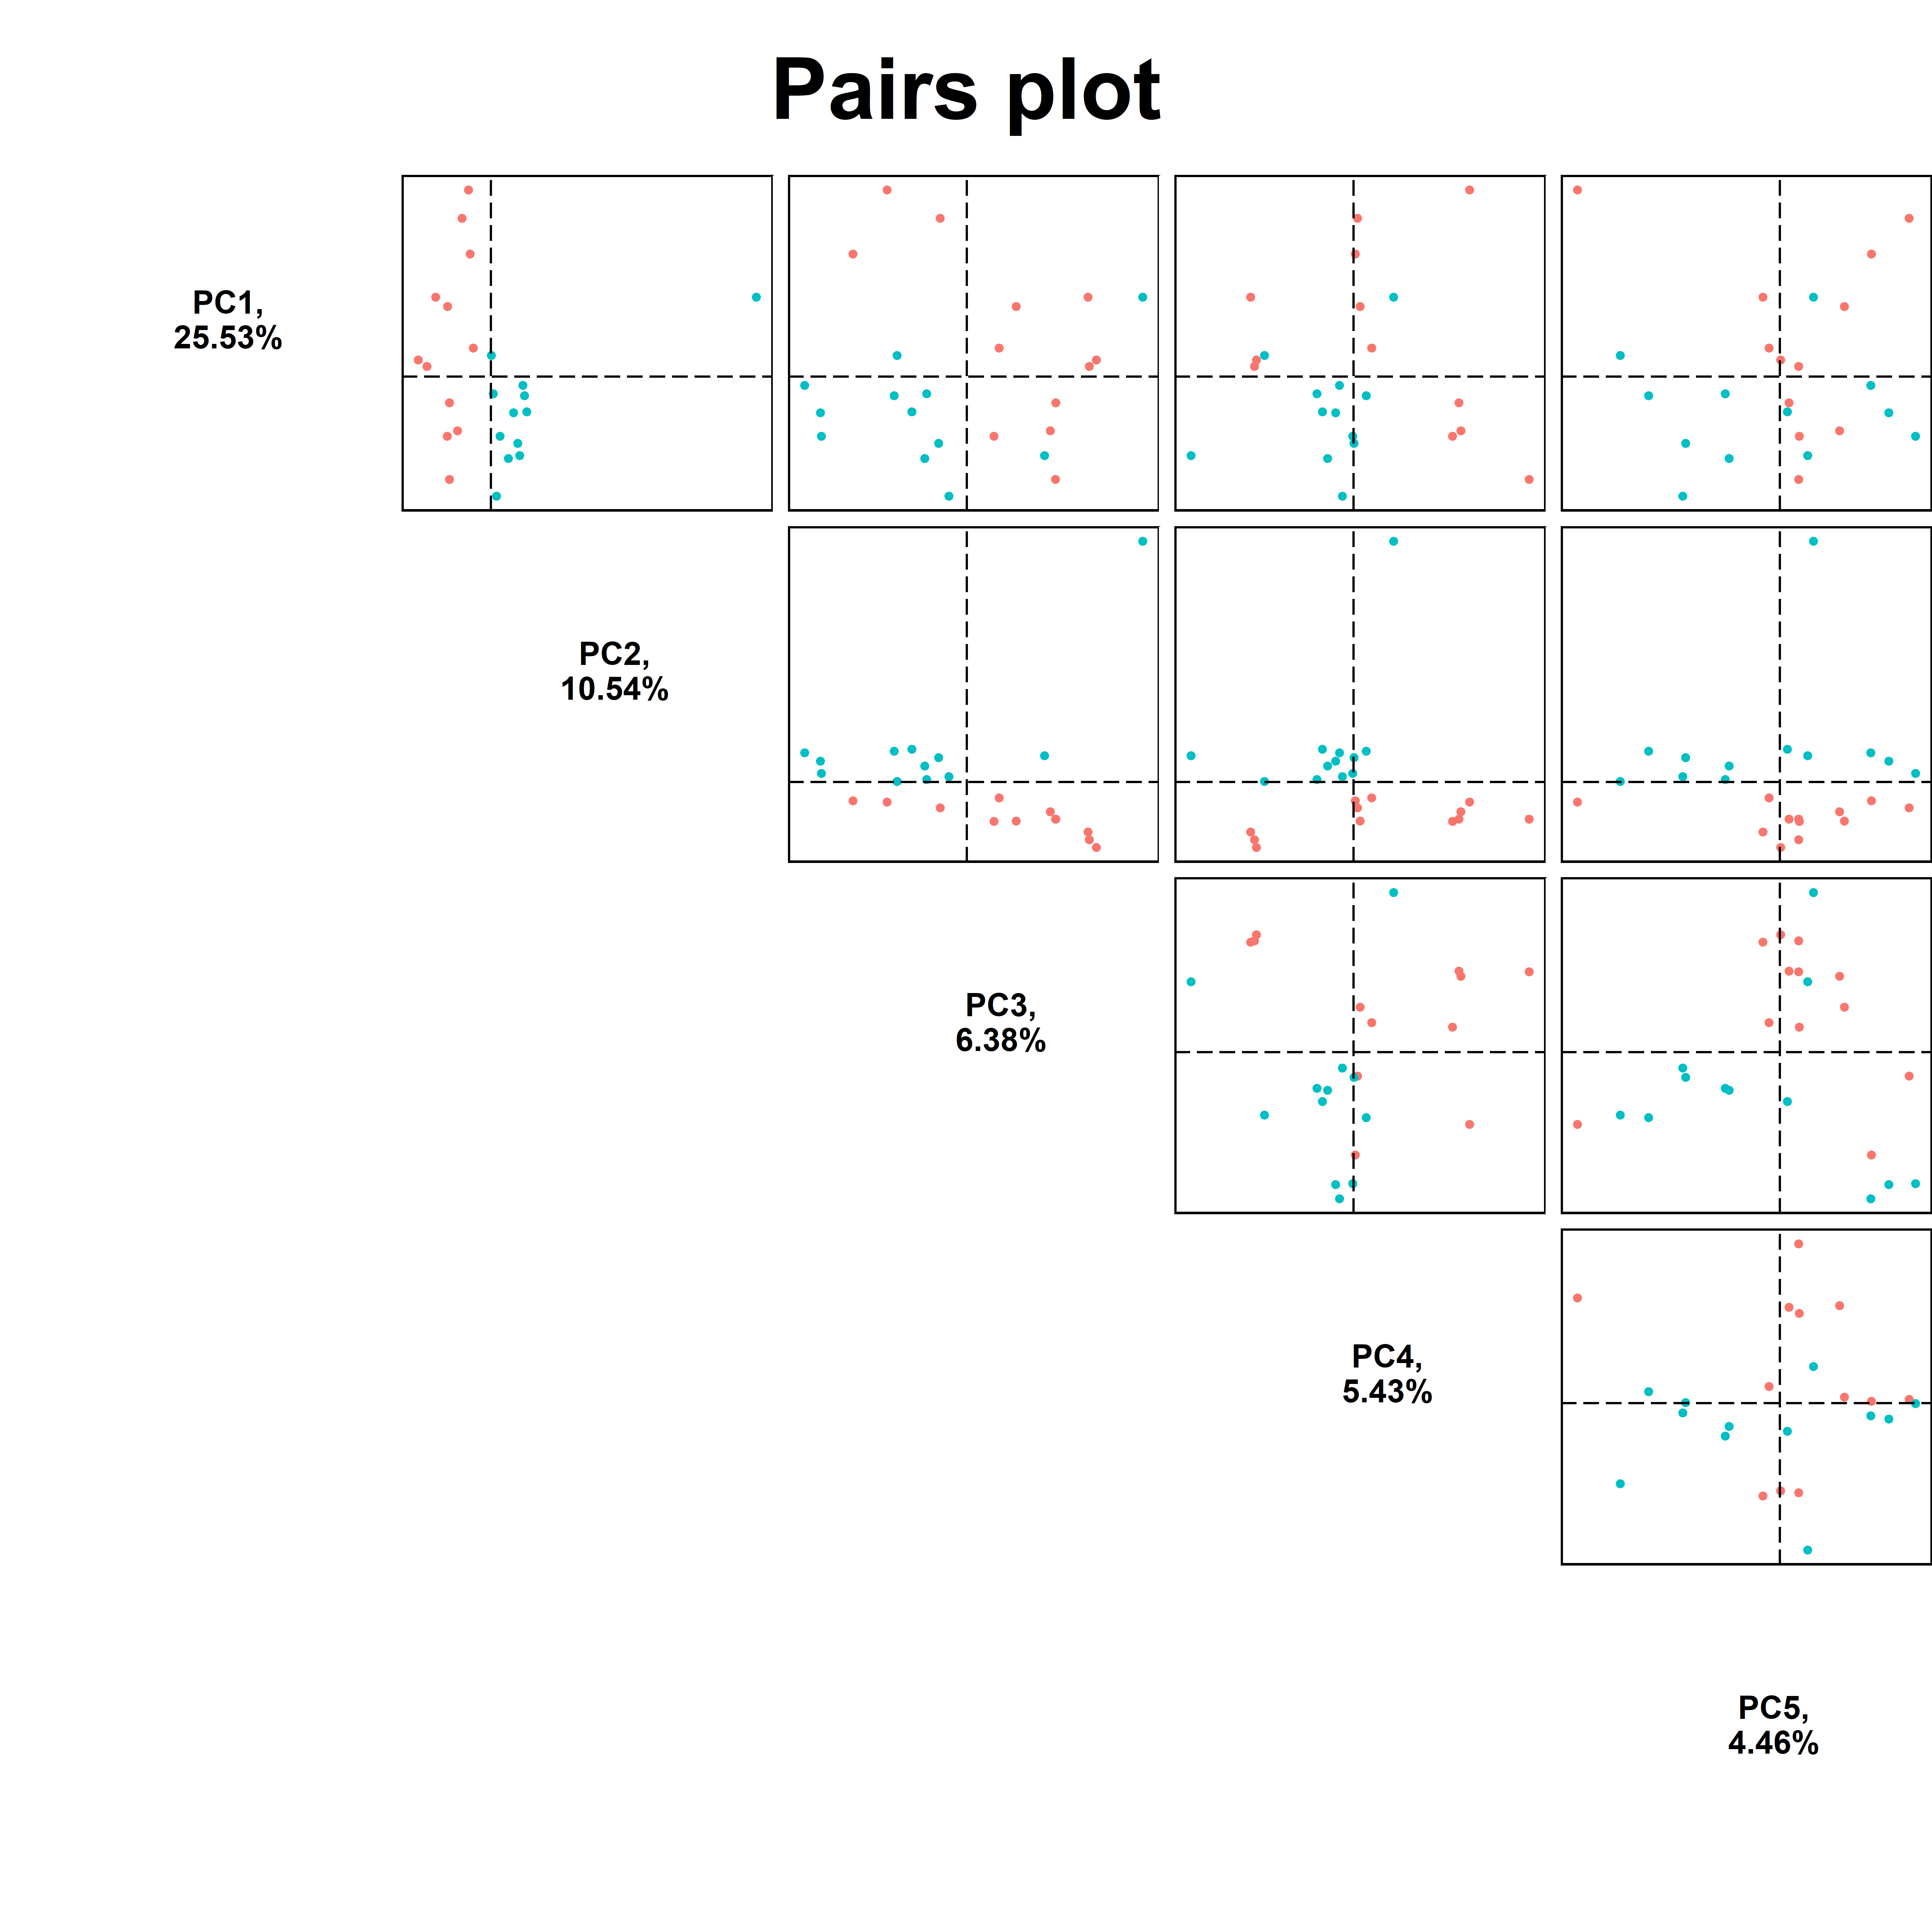 Pairs plot
PC1,
25.53%
PC2,
10.54%
PC3,
6.38%
PC4,
5.43%
PC5,
4.46%